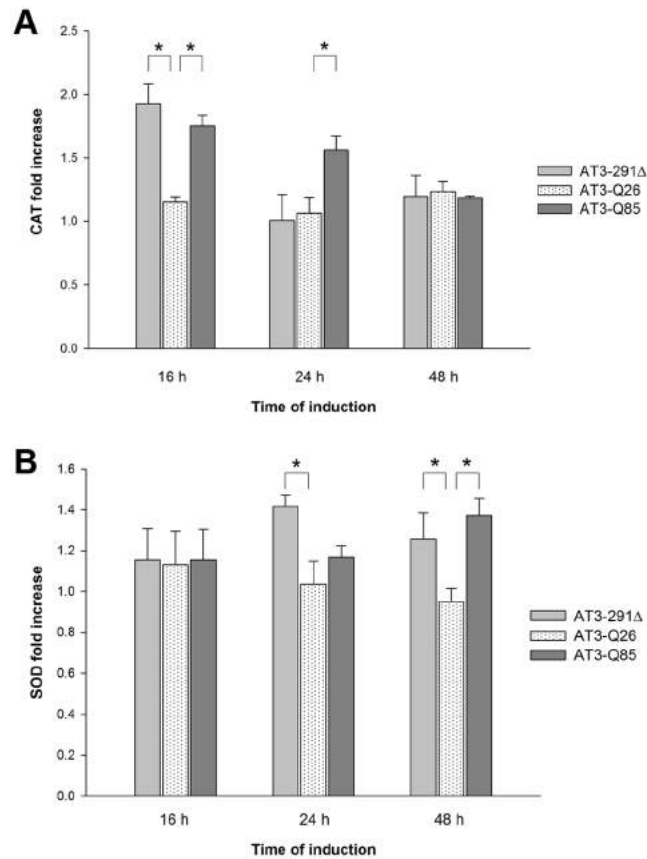 A
2.5
2.0
1.5
1.0
0.5
0.0
CAT fold increase
* * *
AT3-291Δ
AT3-Q26
AT3-Q85
16 h 24 h 48 h
Time of induction
B
1.6
1.4
1.2
1.0
0.8
0.6
0.4
0.2
0.0
SOD fold increase
* * *
AT3-291Δ
AT3-Q26
AT3-Q85
16 h 24 h 48 h
Time of induction